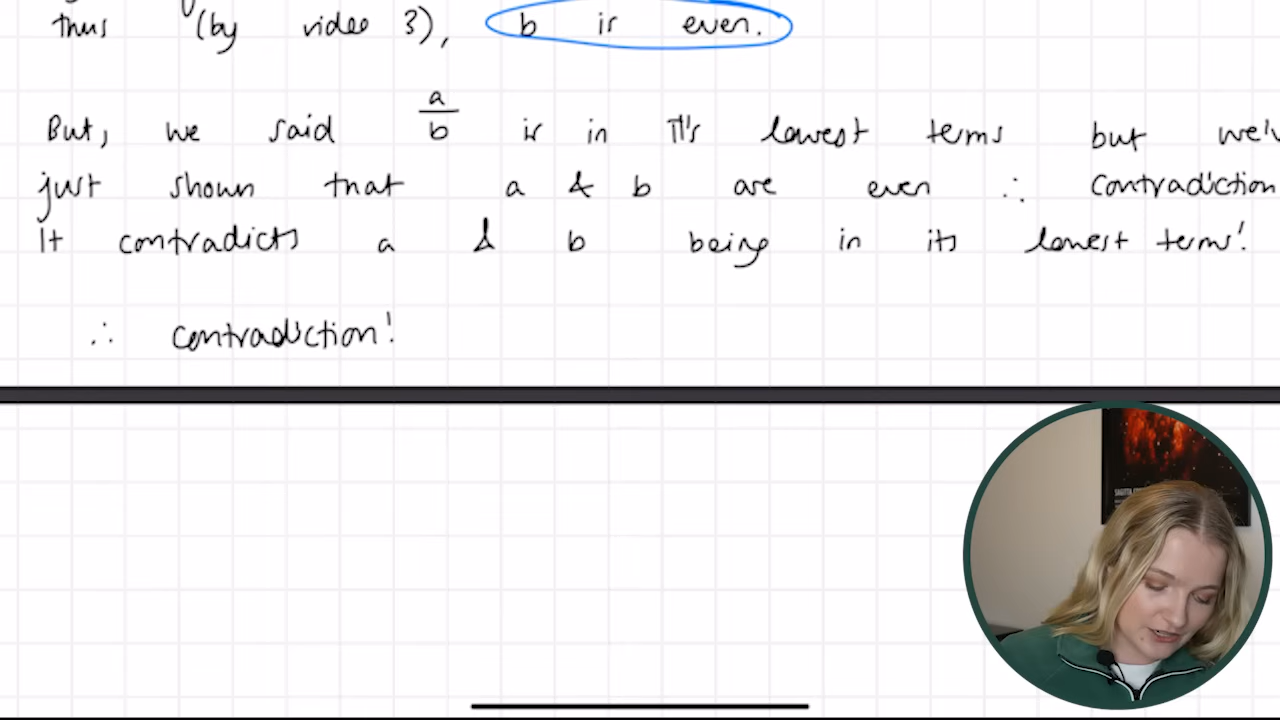 thus (by video 3), b is even.
But, we said a/b is in it's lowest terms but we'v
just shown that a & b are even ∴ contradiction
It contradicts a & b being in its lowest terms!
∴ contradiction!